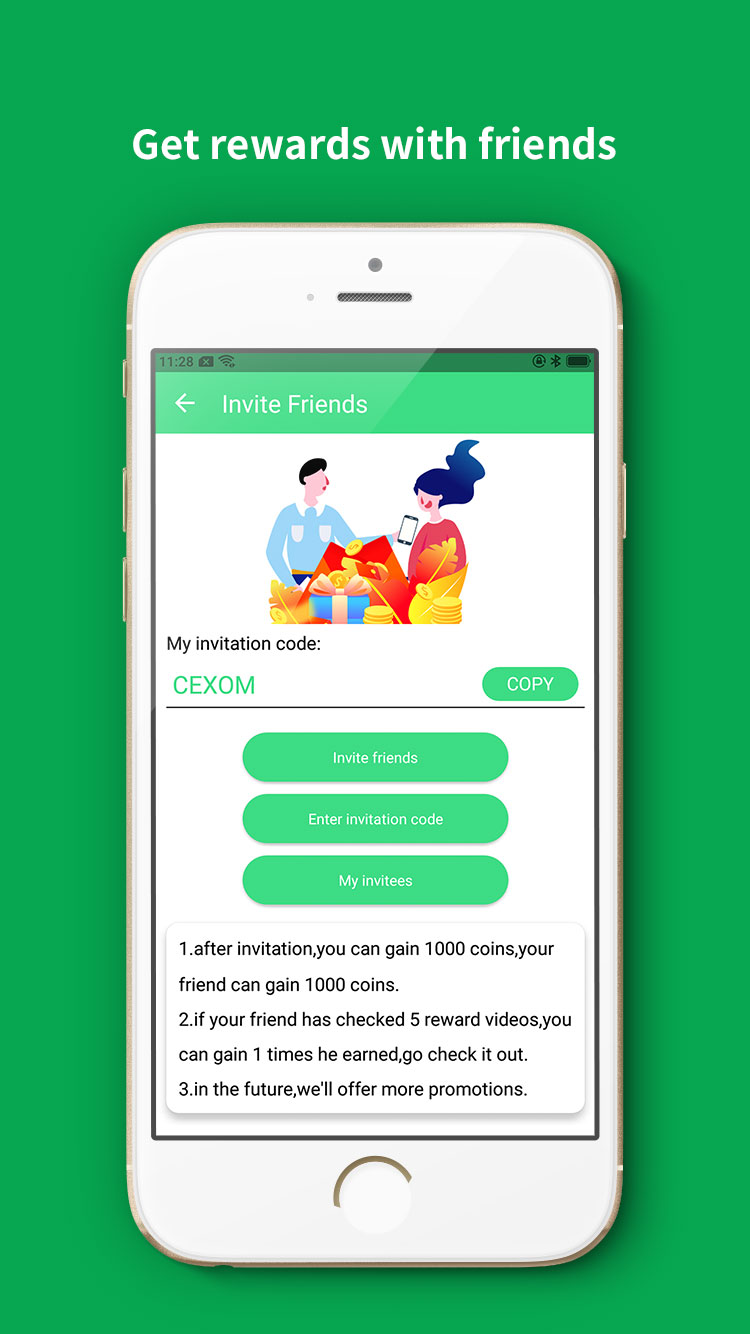 Get rewards with friends
11:28
Invite Friends
My invitation code:
CEXOM
COPY
Invite friends
Enter invitation code
My invitees
1.after invitation,you can gain 1000 coins,your
friend can gain 1000 coins.
2.if your friend has checked 5 reward videos,you
can gain 1 times he earned,go check it out.
3.in the future,we'll offer more promotions.